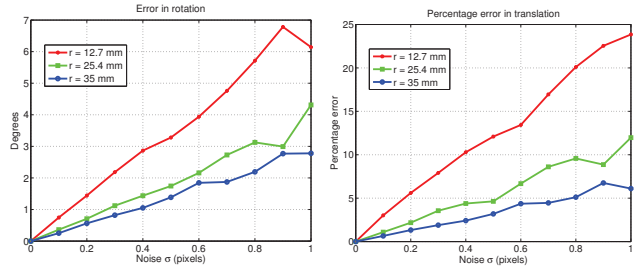 Error in rotation
7
6
5
4
3
2
1
0
Degrees
r = 12.7 mm
r = 25.4 mm
r = 35 mm
0 0.2 0.4 0.6 0.8 1
Noise σ (pixels)
Percentage error in translation
25
20
15
10
5
0
Percentage error
r = 12.7 mm
r = 25.4 mm
r = 35 mm
0 0.2 0.4 0.6 0.8 1
Noise σ (pixels)